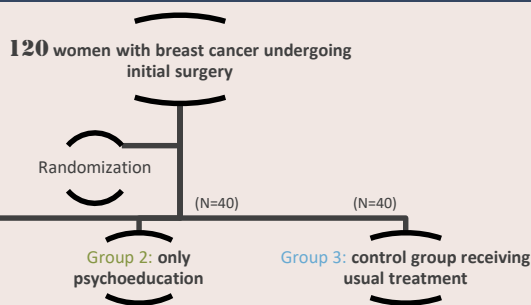 120 women with breast cancer undergoing
initial surgery
Randomization
(N=40)
(N=40)
Group 2: only
psychoeducation
Group 3: control group receiving
usual treatment